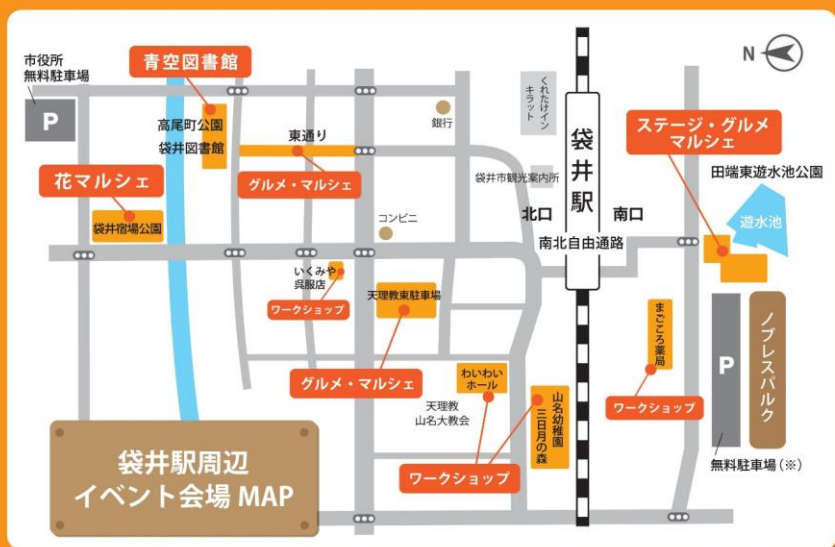 市役所
無料駐車場
P
青空図書館
高尾町公園
袋井図書館
東通り
グルメ・マルシェ
花マルシェ
袋井宿場公園
銀行
コンビニ
くれたけイン
キラット
袋井市観光案内所
袋井駅
北口
南口
南北自由通路
N
ステージ・グルメ
マルシェ
田端東遊水池公園
遊水池
いくみや
呉服店
ワークショップ
天理教東駐車場
グルメ・マルシェ
わいわい
ホール
天理教
山名大教会
山名幼稚園
三日月の森
ワークショップ
まごころ薬局
ワークショップ
P
無料駐車場(※)
ノブレスパルク
袋井駅周辺
イベント会場 MAP